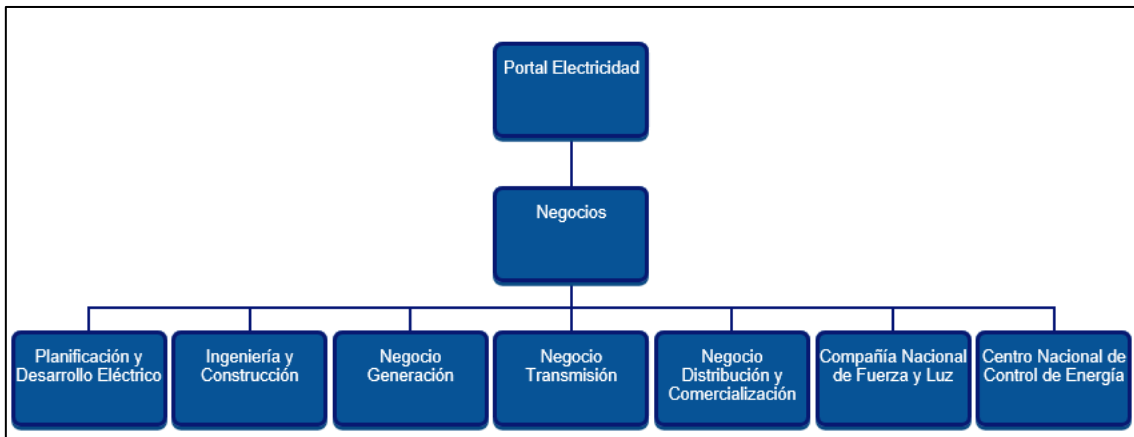 Portal Electricidad
Negocios
Planificación y
Desarrollo Eléctrico
Ingeniería y
Construcción
Negocio
Generación
Negocio
Transmisión
Negocio
Distribución y
Comercialización
Compañía Nacional
de Fuerza y Luz
Centro Nacional de
Control de Energía